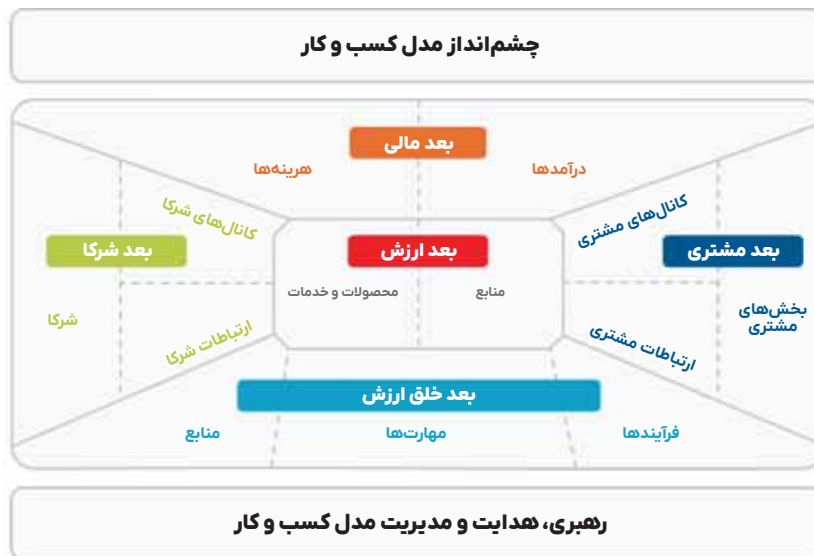 چشم‌انداز مدل کسب و کار
بعد مالی
درآمدها
هرینه‌ها
کانال‌های مشتری
کانال‌های شرکا
بعد مشتری
بعد ارزش
بعد شرکا
منابع
محصولات و خدمات
بخش‌های
مشتری
شرکا
ارتباطات مشتری
ارتباطات شرکا
بعد خلق ارزش
فرآیندها
مهارت‌ها
منابع
رهبری، هدایت و مدیریت مدل کسب و کار